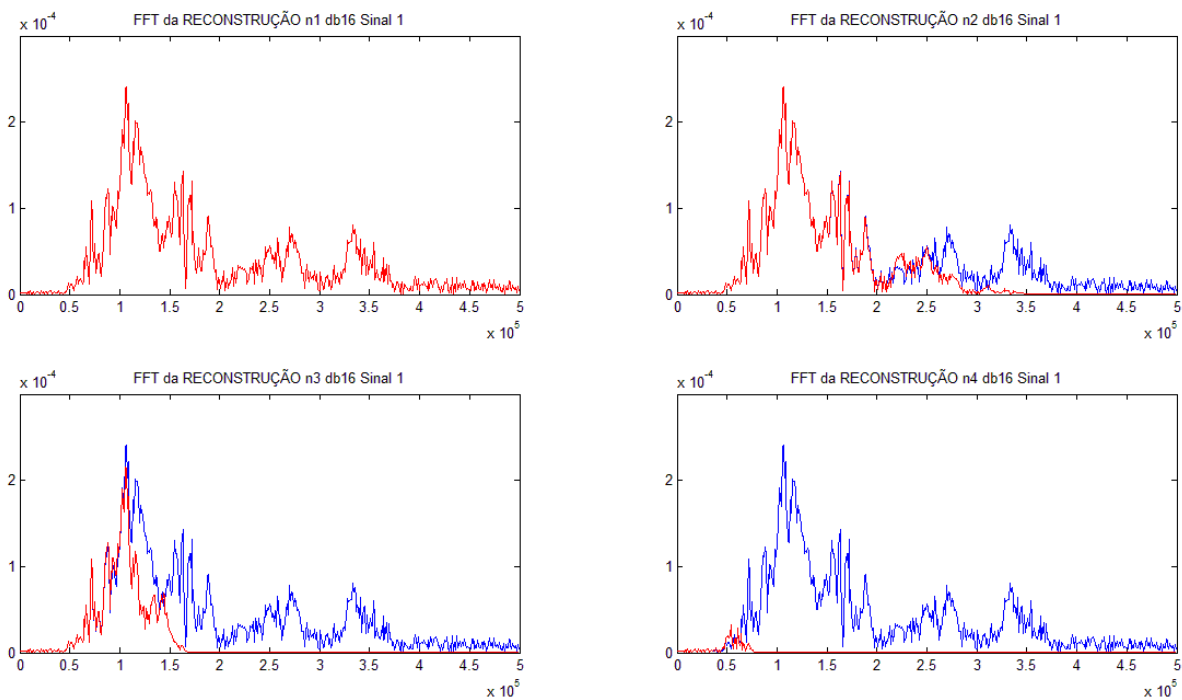 x 10-4
FFT da RECONSTRUÇÃO n1 db16 Sinal 1
2
1
0
0 0.5 1 1.5 2 2.5 3 3.5 4 4.5 5
x 10^5
x 10-4
FFT da RECONSTRUÇÃO n2 db16 Sinal 1
2
1
0
0 0.5 1 1.5 2 2.5 3 3.5 4 4.5 5
x 10^5
x 10-4
FFT da RECONSTRUÇÃO n3 db16 Sinal 1
2
1
0
0 0.5 1 1.5 2 2.5 3 3.5 4 4.5 5
x 10^5
x 10-4
FFT da RECONSTRUÇÃO n4 db16 Sinal 1
2
1
0
0 0.5 1 1.5 2 2.5 3 3.5 4 4.5 5
x 10^5